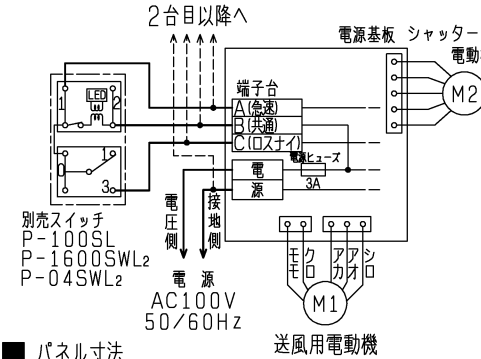 2台目以降へ
電源基板 シャッター
電動
LED
1
2
端子台
A(急速)
B(共通)
C(ロスナイ)
M2
1
3
電源ヒューズ
3A
電
源
別売スイッチ
P-100SL
P-1600SWL2
P-04SWL2
電圧側
接地側
電 源
AC100V
50/60Hz
モモ
クロ
アカ
アオ
シロ
M1
送風用電動機
■ パネル寸法